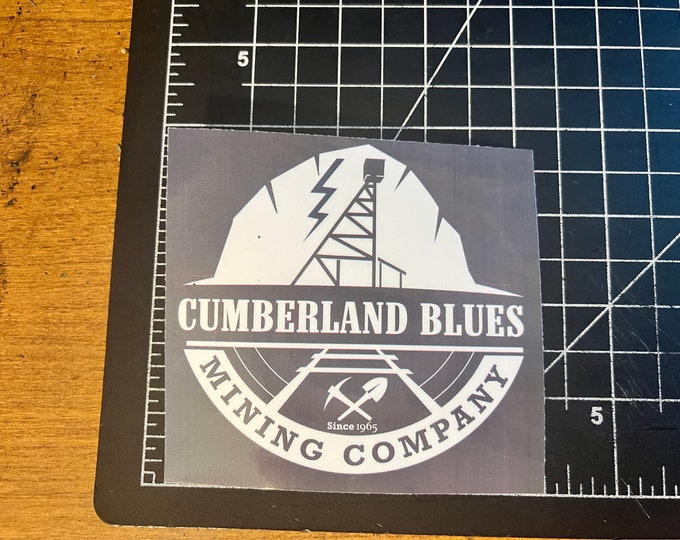 5
CUMBERLAND BLUES
MINING COMPANY
Since 1965
5